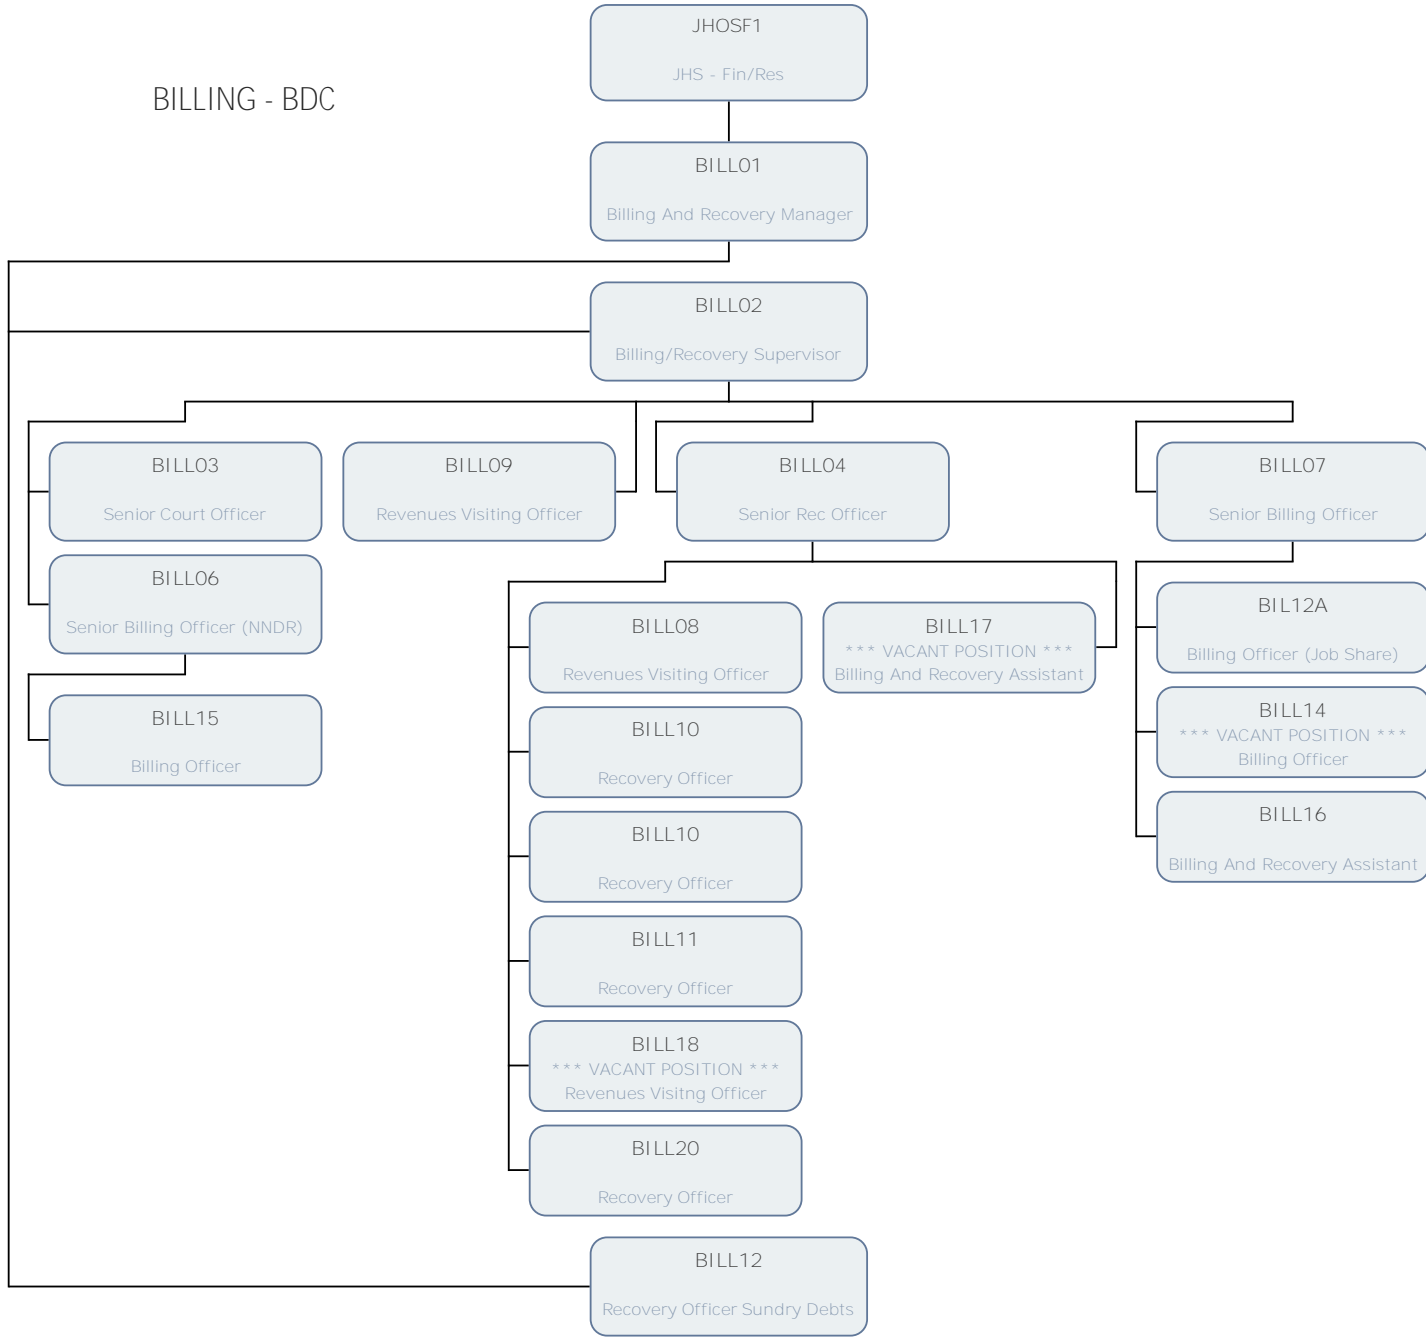 JHOSF1
JHS - Fin/Res
BILLING - BDC
BILL01
Billing And Recovery Manager
BILL02
Billing/Recovery Supervisor
BILL03
Senior Court Officer
BILL09
Revenues Visiting Officer
BILL04
Senior Rec Officer
BILL07
Senior Billing Officer
BILL06
Senior Billing Officer (NNDR)
BILL15
Billing Officer
BILL08
Revenues Visiting Officer
BILL17
*** VACANT POSITION ***
Billing And Recovery Assistant
BILL10
Recovery Officer
BILL10
Recovery Officer
BILL11
Recovery Officer
BILL18
*** VACANT POSITION ***
Revenues Visitng Officer
BILL20
Recovery Officer
BIL12A
Billing Officer (Job Share)
BILL14
*** VACANT POSITION ***
Billing Officer
BILL16
Billing And Recovery Assistant
BILL12
Recovery Officer Sundry Debts